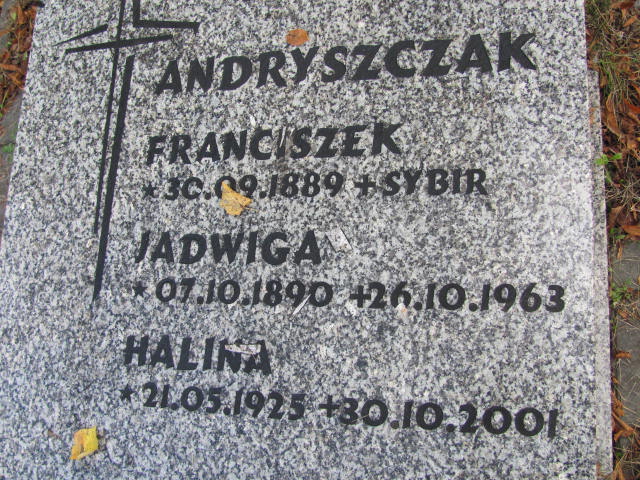 ANDRYSZCZAK
FRANCISZEK
*30.09.1889 +SYBIR
JADWIGA
*07.10.1890 +26.10.1963
HALINA
*21.05.1925 +30.10.2001